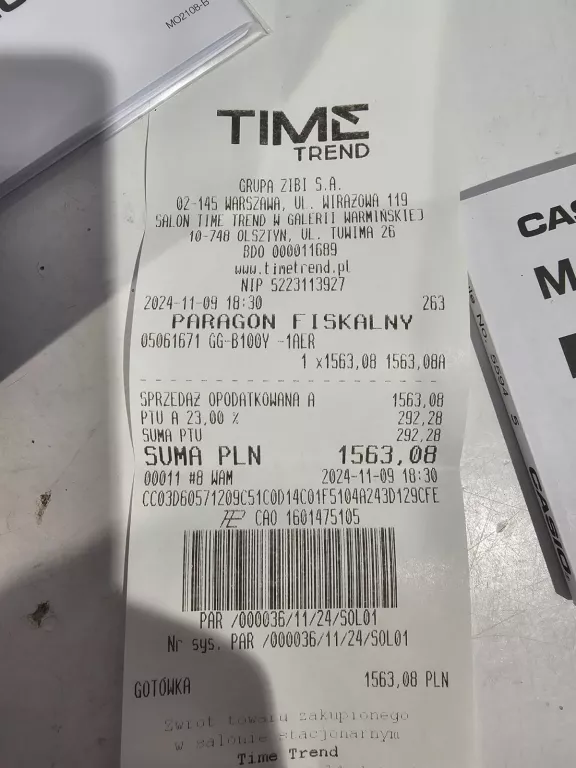 MO2108-B
TIME
TREND
GRUPA ZIBI S.A.
02-145 WARSZAWA, UL. WIRAZOWA 119
SALON TIME TREND W GALERII WARMIŃSKIEJ
10-748 OLSZTYN, UL. TUWIMA 26
BDO 000011689
www.timetrend.pl
NIP 5223113927
2024-11-09 18:30 263
PARAGON FISKALNY
05061671 GG-B100Y -1AER
1 x1563,08 1563,08A
SPRZEDAŻ OPODATKOWANA A 1563,08
PTU A 23,00 % 292,28
SUMA PTU 292,28
SUMA PLN 1563,08
00011 #8 WAM 2024-11-09 18:30
CC03D60571209C51C0D14C01F5104A243D129CFE
CAO 1601475105
PAR /000036/11/24/SOL01
Nr sys. PAR /000036/11/24/SOL01
GOTÓWKA 1563,08 PLN
Zwrot towaru zakupionego
w salonie stacjonarnym
Time Trend
CAS
M
No. 5594
CASIO